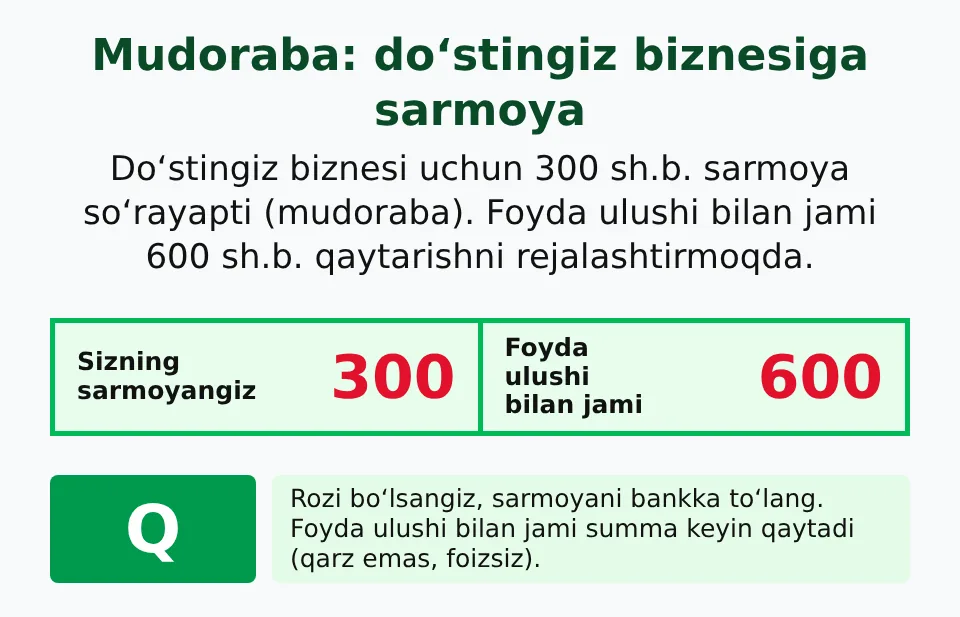 Mudoraba: do‘stingiz biznesiga
sarmoya
Do‘stingiz biznesi uchun 300 sh.b. sarmoya
so‘rayapti (mudoraba). Foyda ulushi bilan jami
600 sh.b. qaytarishni rejalashtirmoqda.
Sizning
sarmoyangiz
300
Foyda
ulushi
bilan jami
600
Q
Rozi bo‘lsangiz, sarmoyani bankka to‘lang.
Foyda ulushi bilan jami summa keyin qaytadi
(qarz emas, foizsiz).